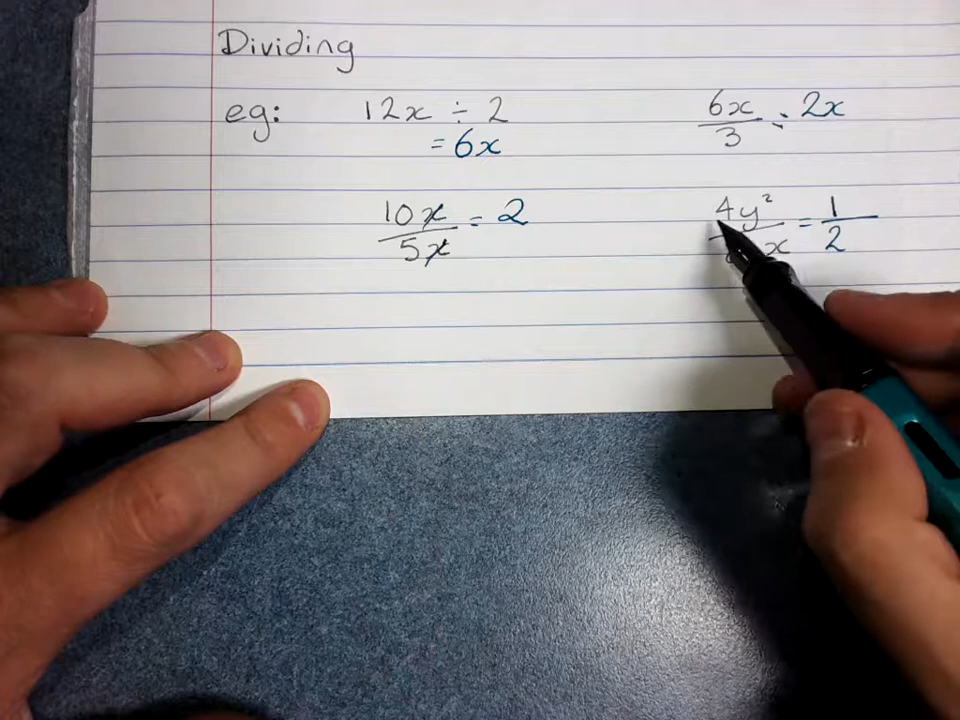 Dividing
eg: 12x ÷ 2 6x/3 = 2x
= 6x
10x/5x = 2 4y²/ x = 1/2